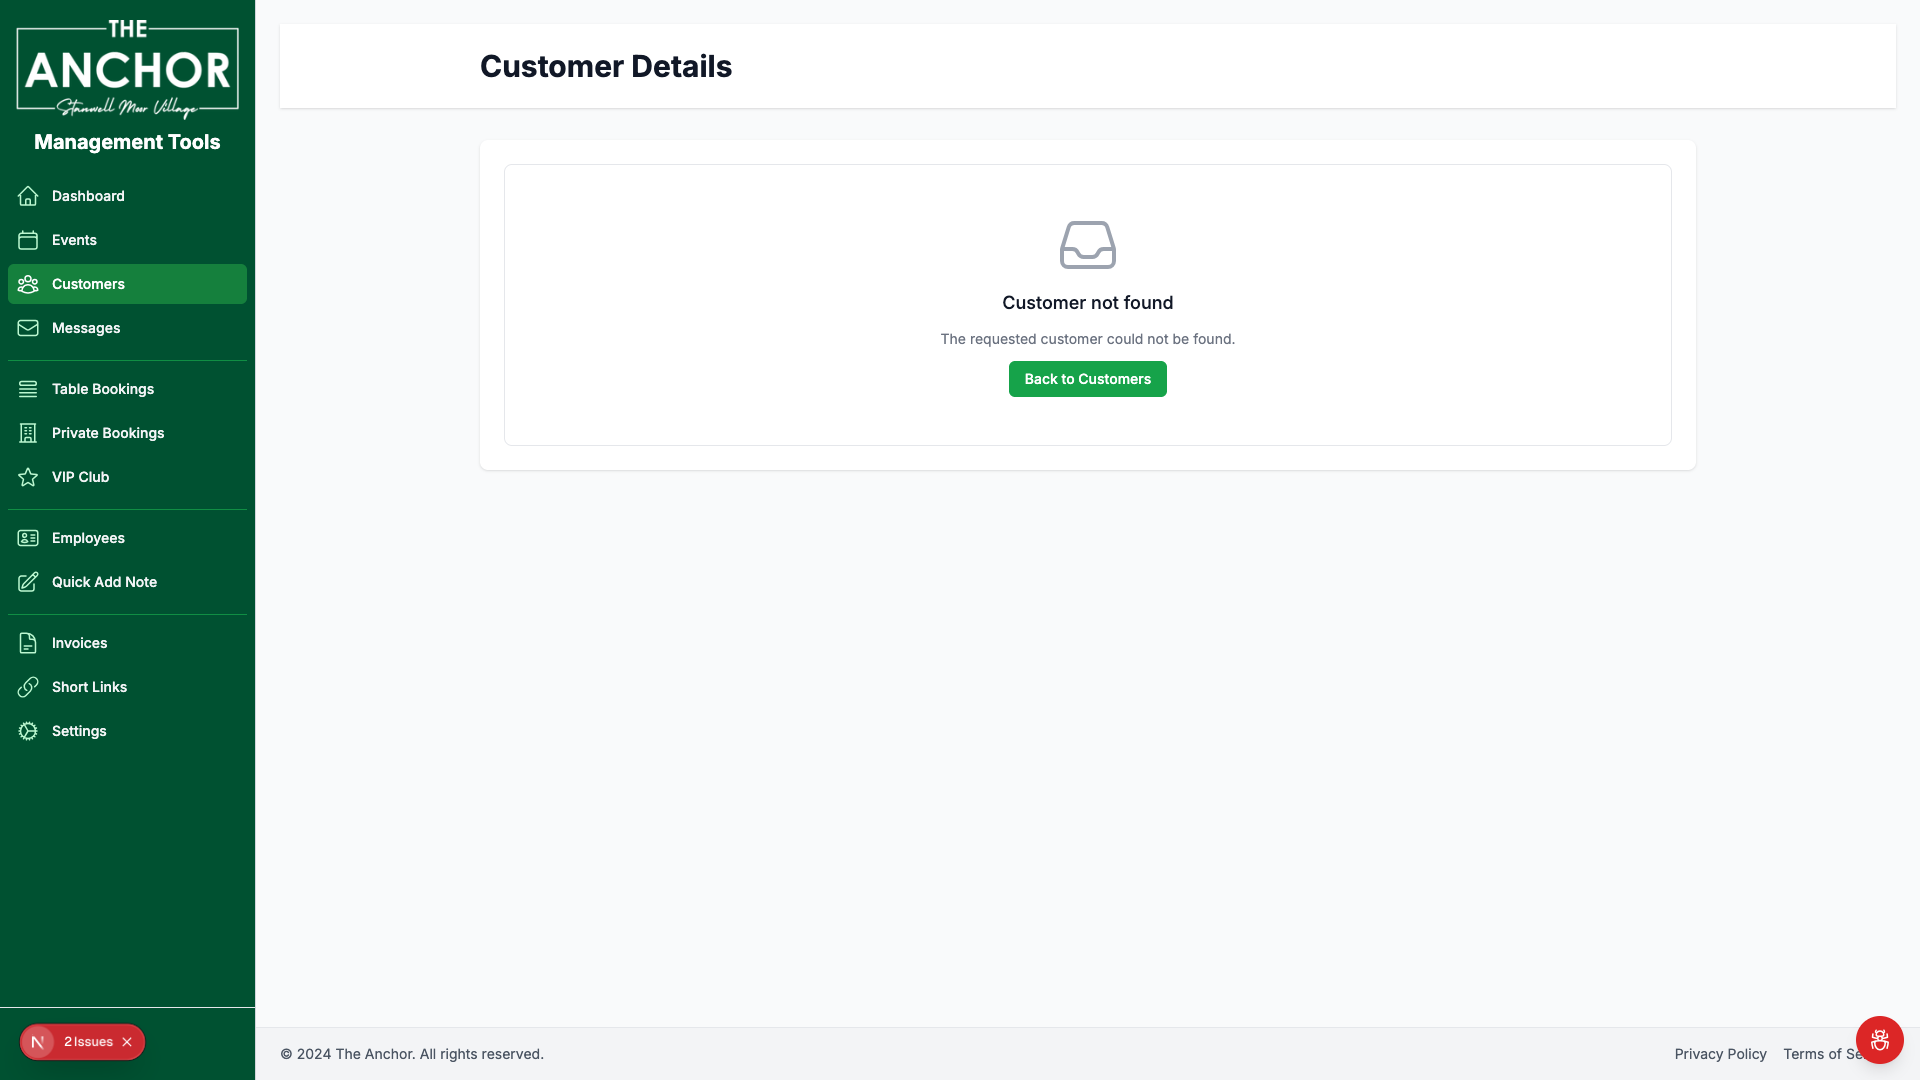 THE
ANCHOR
Stanwell Moor Village
Management Tools
Dashboard
Events
Customers
Messages
Table Bookings
Private Bookings
VIP Club
Employees
Quick Add Note
Invoices
Short Links
Settings
N 2 Issues
Customer Details
Customer not found
The requested customer could not be found.
Back to Customers
© 2024 The Anchor. All rights reserved.
Privacy Policy Terms of Se